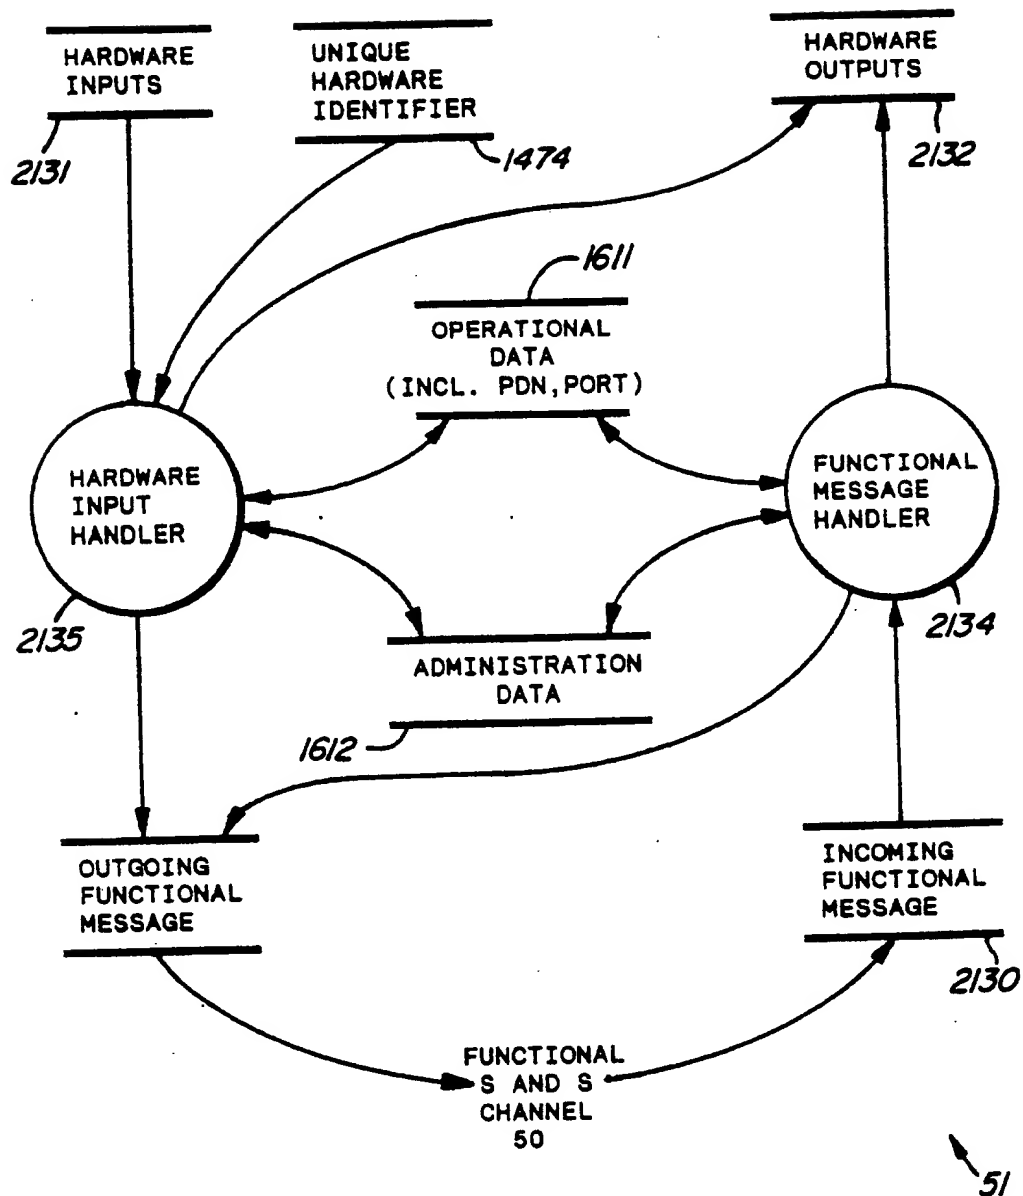 HARDWARE
INPUTS
2131
UNIQUE
HARDWARE
IDENTIFIER
1474
HARDWARE
OUTPUTS
2132
1611
OPERATIONAL
DATA
(INCL. PDN,PORT)
HARDWARE
INPUT
HANDLER
2135
FUNCTIONAL
MESSAGE
HANDLER
2134
ADMINISTRATION
DATA
1612
OUTGOING
FUNCTIONAL
MESSAGE
INCOMING
FUNCTIONAL
MESSAGE
2130
FUNCTIONAL
S AND S
CHANNEL
50
51